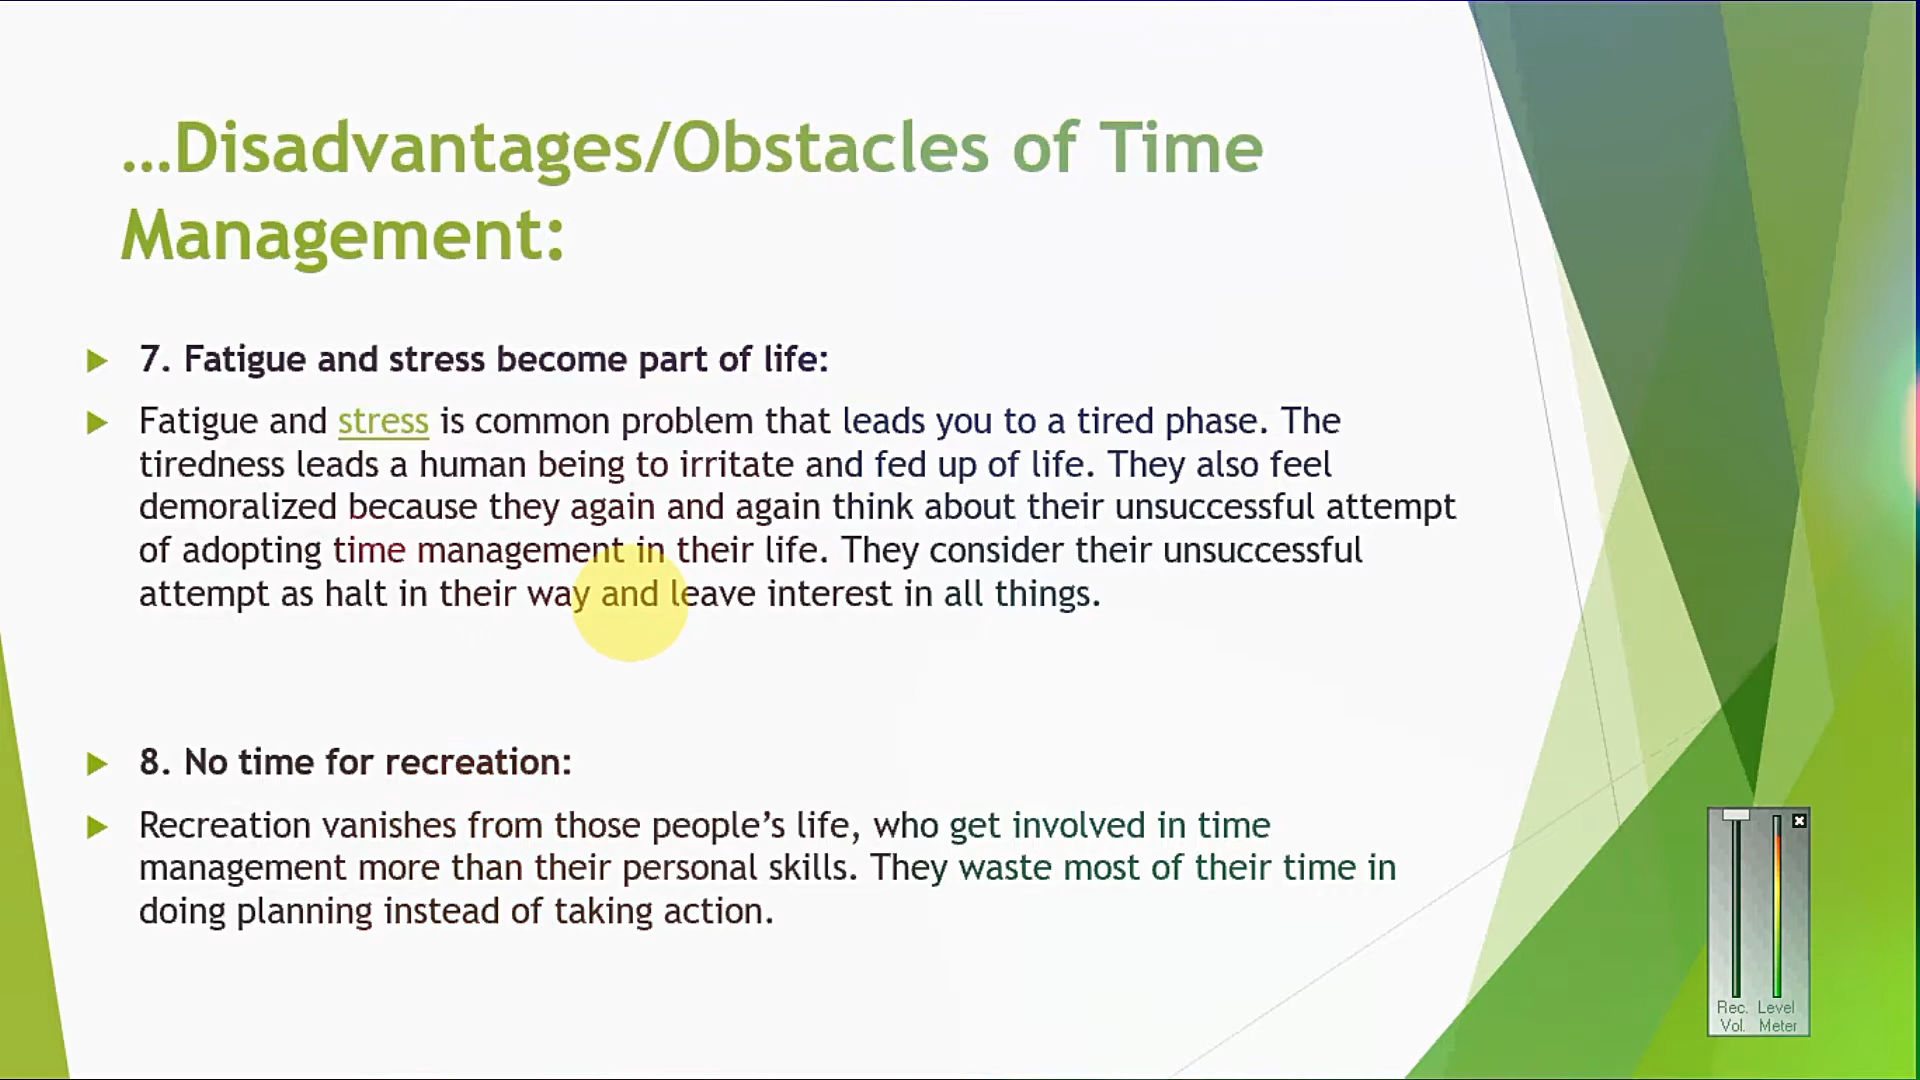 ...Disadvantages/Obstacles of Time
Management:
7. Fatigue and stress become part of life:
Fatigue and stress is common problem that leads you to a tired phase. The
tiredness leads a human being to irritate and fed up of life. They also feel
demoralized because they again and again think about their unsuccessful attempt
of adopting time management in their life. They consider their unsuccessful
attempt as halt in their way and leave interest in all things.
8. No time for recreation:
Recreation vanishes from those people’s life, who get involved in time
management more than their personal skills. They waste most of their time in
doing planning instead of taking action.
Rec. Level
Vol. Meter